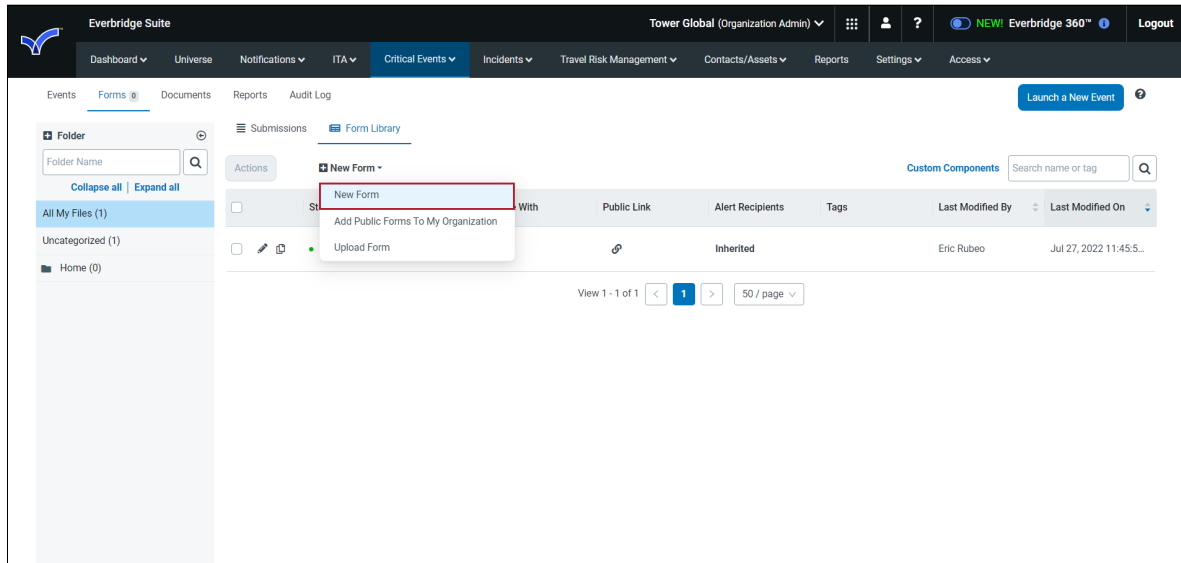 Everbridge Suite
Tower Global (Organization Admin)
?
NEW! Everbridge 360™
Logout
Dashboard
Universe
Notifications
ITA
Critical Events
Incidents
Travel Risk Management
Contacts/Assets
Reports
Settings
Access
Events
Forms 0
Documents
Reports
Audit Log
Launch a New Event
?
Folder
Folder Name
Collapse all | Expand all
All My Files (1)
Uncategorized (1)
Home (0)
Submissions
Form Library
Actions
New Form
Custom Components
Search name or tag
New Form
Add Public Forms To My Organization
Upload Form
St
With
Public Link
Alert Recipients
Tags
Last Modified By
Last Modified On
Inherited
Eric Rubeo
Jul 27, 2022 11:45:5...
View 1 - 1 of 1
<
1
>
50 / page